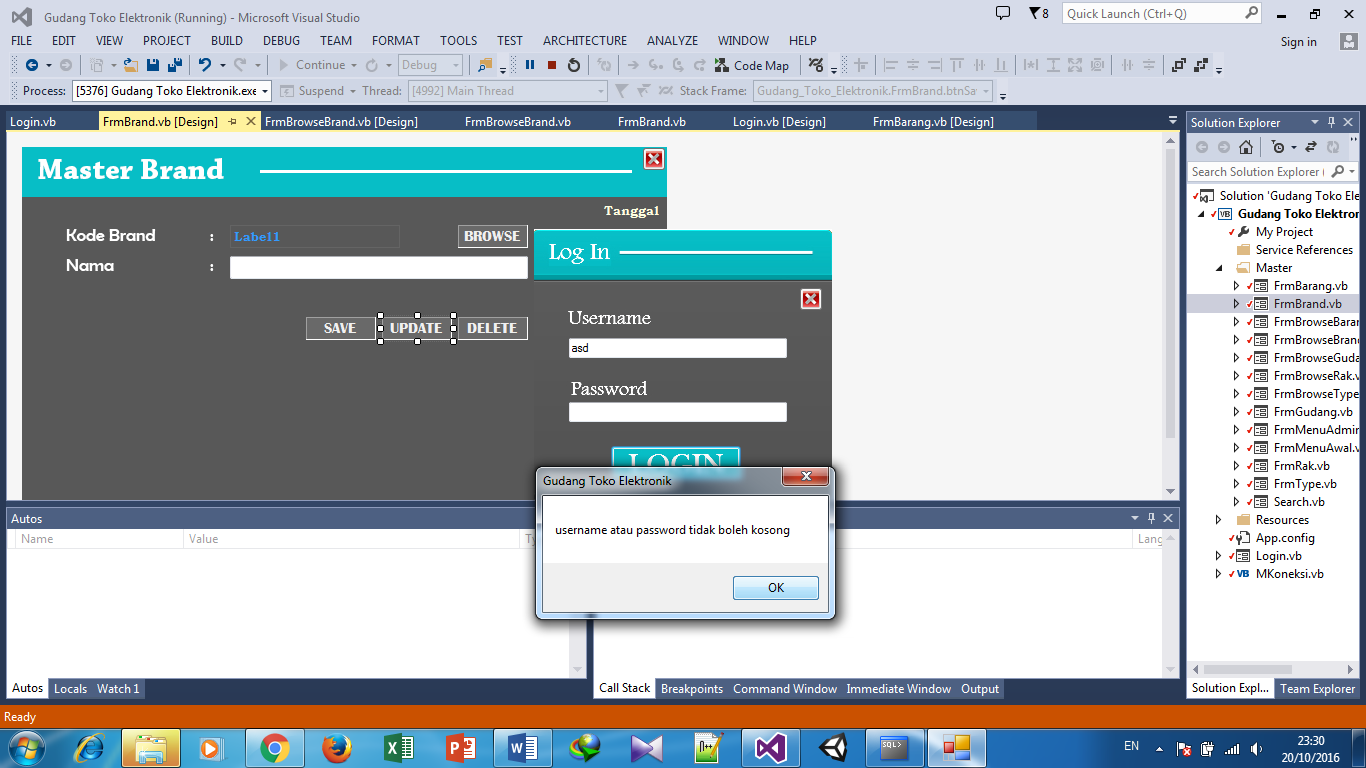 Gudang Toko Elektronik (Running) - Microsoft Visual Studio
8
Quick Launch (Ctrl+Q)
FILE EDIT VIEW PROJECT BUILD DEBUG TEAM FORMAT TOOLS TEST ARCHITECTURE ANALYZE WINDOW HELP
Sign in
Continue Debug Code Map
Process: [5376] Gudang Toko Elektronik.exe Suspend Thread: [4992] Main Thread Stack Frame: Gudang_Toko_Elektronik.FrmBrand.btnSav
Login.vb FrmBrand.vb [Design] FrmBrowseBrand.vb [Design] FrmBrowseBrand.vb FrmBrand.vb Login.vb [Design] FrmBarang.vb [Design]
Master Brand
Tanggal
Kode Brand : Label1 BROWSE
Nama :
SAVE UPDATE DELETE
Log In
Username
asd
Password
LOGIN
Gudang Toko Elektronik
username atau password tidak boleh kosong
OK
Solution Explorer
Search Solution Explorer (
Solution 'Gudang Toko Ele
VB Gudang Toko Elektron
My Project
Service References
Master
FrmBarang.vb
FrmBrand.vb
FrmBrowseBaran
FrmBrowseBrand
FrmBrowseGuda
FrmBrowseRak.v
FrmBrowseType
FrmGudang.vb
FrmMenuAdmin
FrmMenuAwal.v
FrmRak.vb
FrmType.vb
Search.vb
Resources
App.config
Login.vb
VB MKoneksi.vb
Solution Expl... Team Explorer
Autos
Name Value Ty
Lang
Autos Locals Watch 1
Call Stack Breakpoints Command Window Immediate Window Output
Ready
EN
23:30
20/10/2016